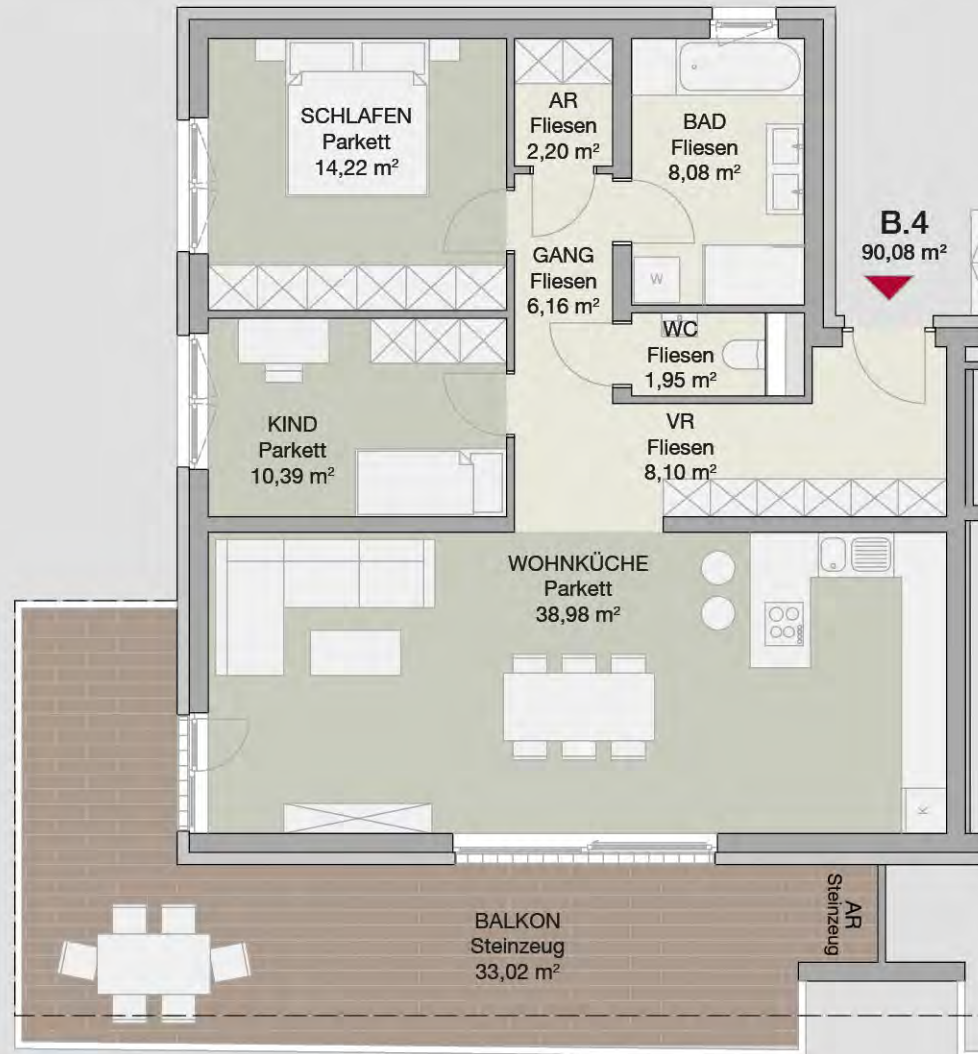 SCHLAFEN
Parkett
14,22 m²
AR
Fliesen
2,20 m²
BAD
Fliesen
8,08 m²
B.4
90,08 m²
GANG
Fliesen
6,16 m²
W
WC
Fliesen
1,95 m²
KIND
Parkett
10,39 m²
VR
Fliesen
8,10 m²
WOHNKÜCHE
Parkett
38,98 m²
K
BALKON
Steinzeug
33,02 m²
AR
Steinzeug